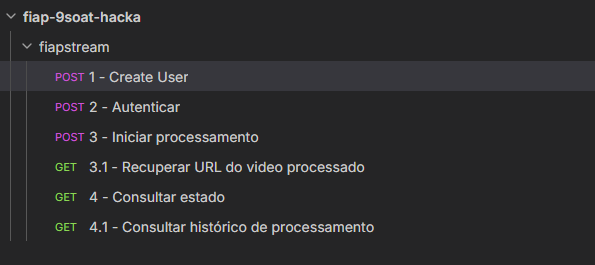 fiap-9soat-hacka
fiapstream
POST 1 - Create User
POST 2 - Autenticar
POST 3 - Iniciar processamento
GET 3.1 - Recuperar URL do video processado
GET 4 - Consultar estado
GET 4.1 - Consultar histórico de processamento